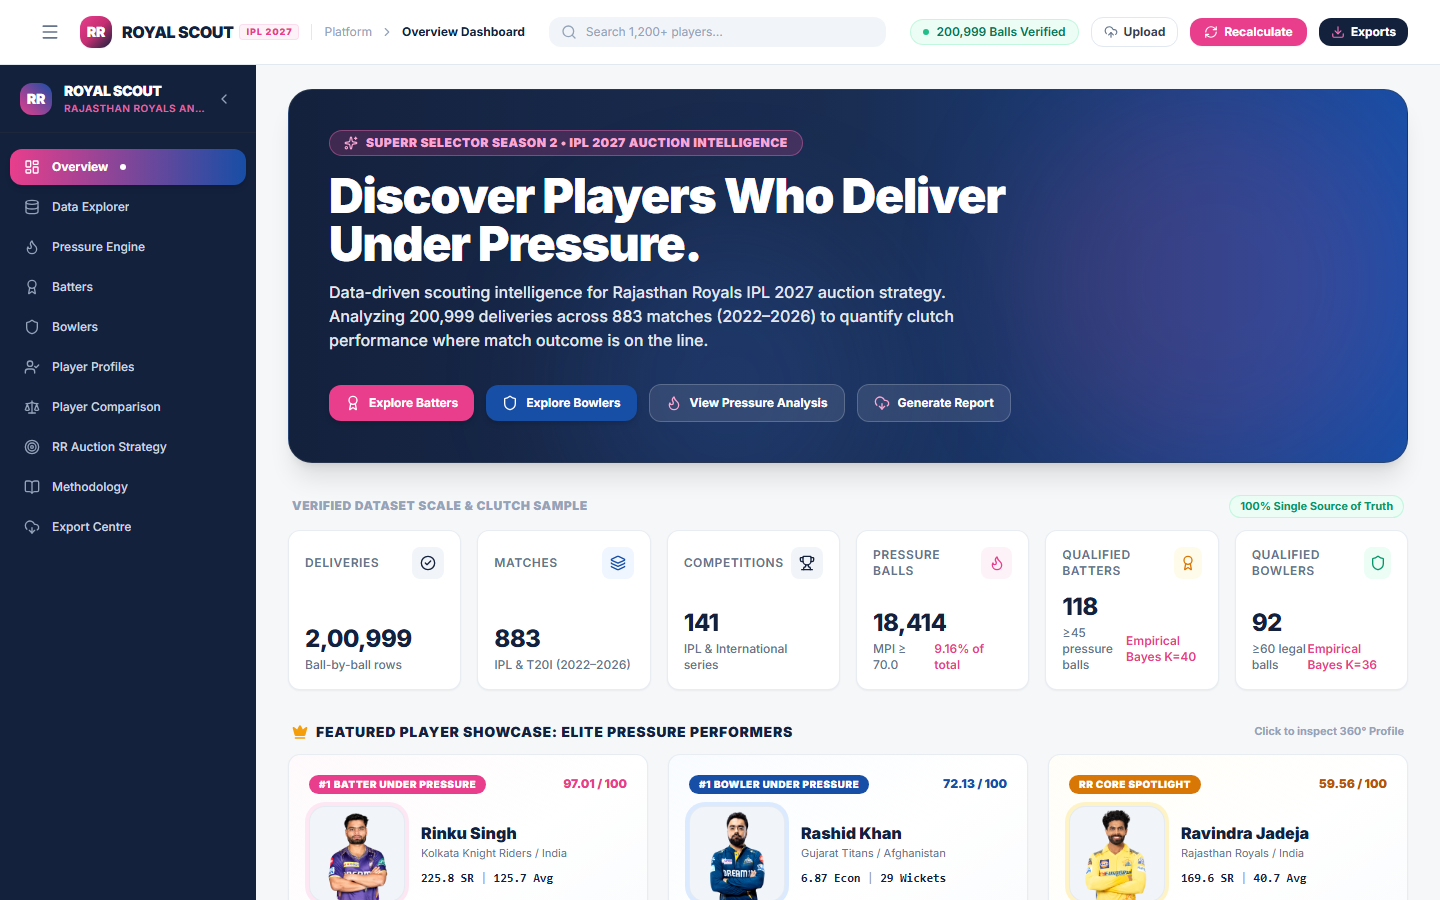 RR ROYAL SCOUT IPL 2027 Platform Overview Dashboard Search 1,200+ players... 200,999 Balls Verified Upload Recalculate Exports
RR ROYAL SCOUT
RAJASTHAN ROYALS AN...
Overview
Data Explorer
Pressure Engine
Batters
Bowlers
Player Profiles
Player Comparison
RR Auction Strategy
Methodology
Export Centre
SUPERR SELECTOR SEASON 2 • IPL 2027 AUCTION INTELLIGENCE
Discover Players Who Deliver
Under Pressure.
Data-driven scouting intelligence for Rajasthan Royals IPL 2027 auction strategy.
Analyzing 200,999 deliveries across 883 matches (2022–2026) to quantify clutch
performance where match outcome is on the line.
Explore Batters Explore Bowlers View Pressure Analysis Generate Report
VERIFIED DATASET SCALE & CLUTCH SAMPLE 100% Single Source of Truth
DELIVERIES
2,00,999
Ball-by-ball rows
MATCHES
883
IPL & T20I (2022–2026)
COMPETITIONS
141
IPL & International
series
PRESSURE
BALLS
18,414
MPI ≥
70.0
9.16% of
total
QUALIFIED
BATTERS
118
≥45
pressure
balls
Empirical
Bayes K=40
QUALIFIED
BOWLERS
92
≥60 legal
balls
Empirical
Bayes K=36
FEATURED PLAYER SHOWCASE: ELITE PRESSURE PERFORMERS Click to inspect 360° Profile
#1 BATTER UNDER PRESSURE 97.01 / 100
Rinku Singh
Kolkata Knight Riders / India
225.8 SR | 125.7 Avg
#1 BOWLER UNDER PRESSURE 72.13 / 100
Rashid Khan
Gujarat Titans / Afghanistan
6.87 Econ | 29 Wickets
RR CORE SPOTLIGHT 59.56 / 100
Ravindra Jadeja
Rajasthan Royals / India
169.6 SR | 40.7 Avg